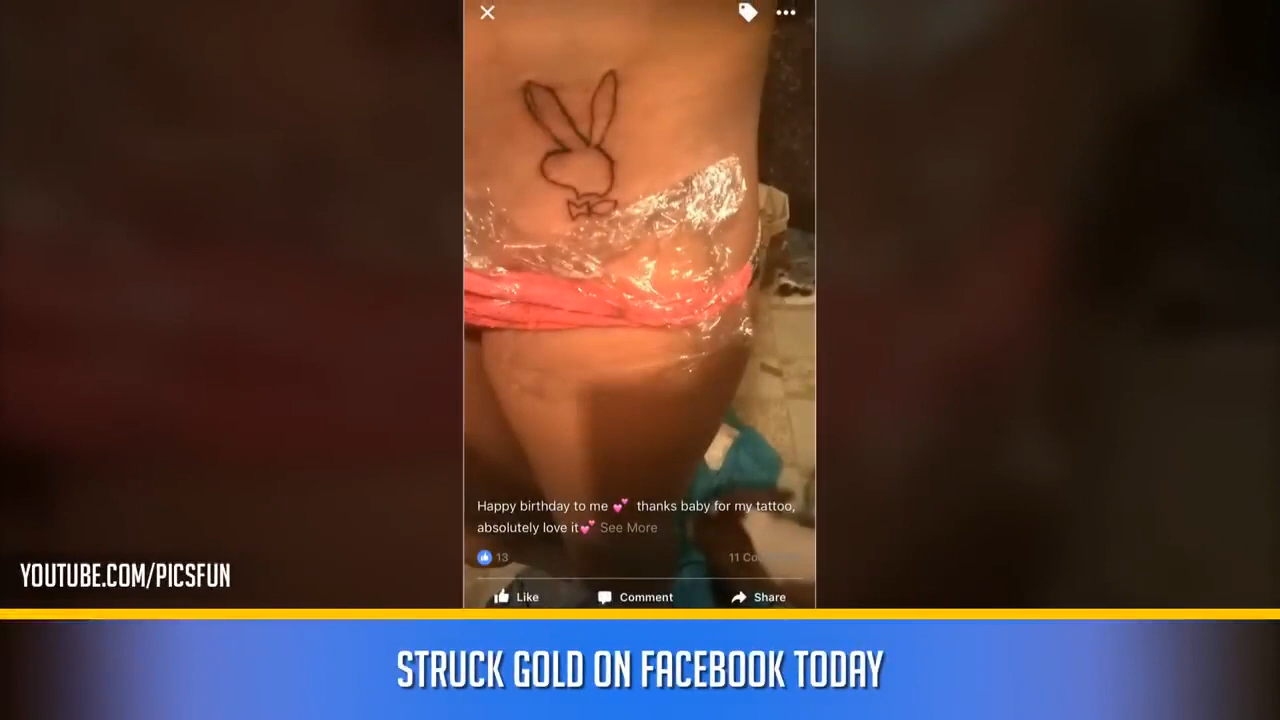 Happy birthday to me 💕 thanks baby for my tattoo,
absolutely love it💕 See More
13
11
Like Comment Share
YOUTUBE.COM/PICSFUN
STRUCK GOLD ON FACEBOOK TODAY